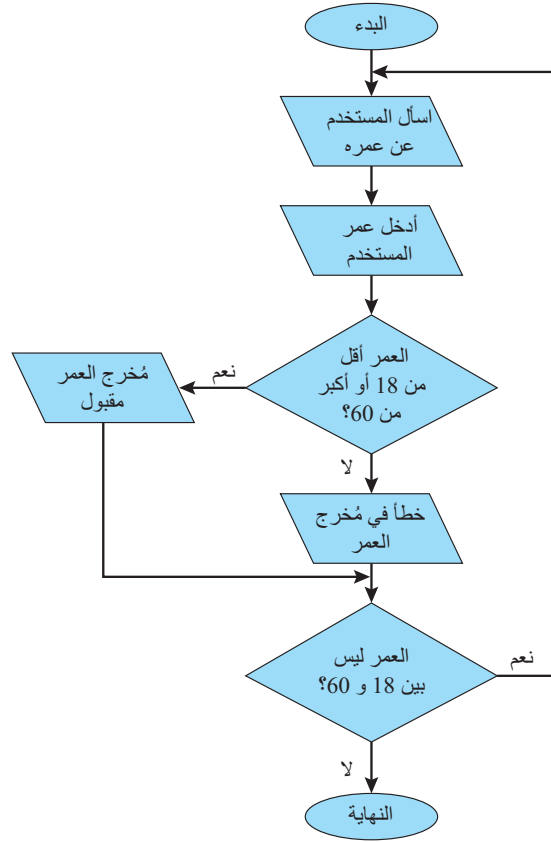 البدء
اسأل المستخدم
عن عمره
أدخل عمر
المستخدم
العمر أقل
من 18 أو أكبر
من 60؟
نعم
مُخرج العمر
مقبول
لا
خطأ في مُخرج
العمر
العمر ليس
بين 18 و 60؟
نعم
لا
النهاية